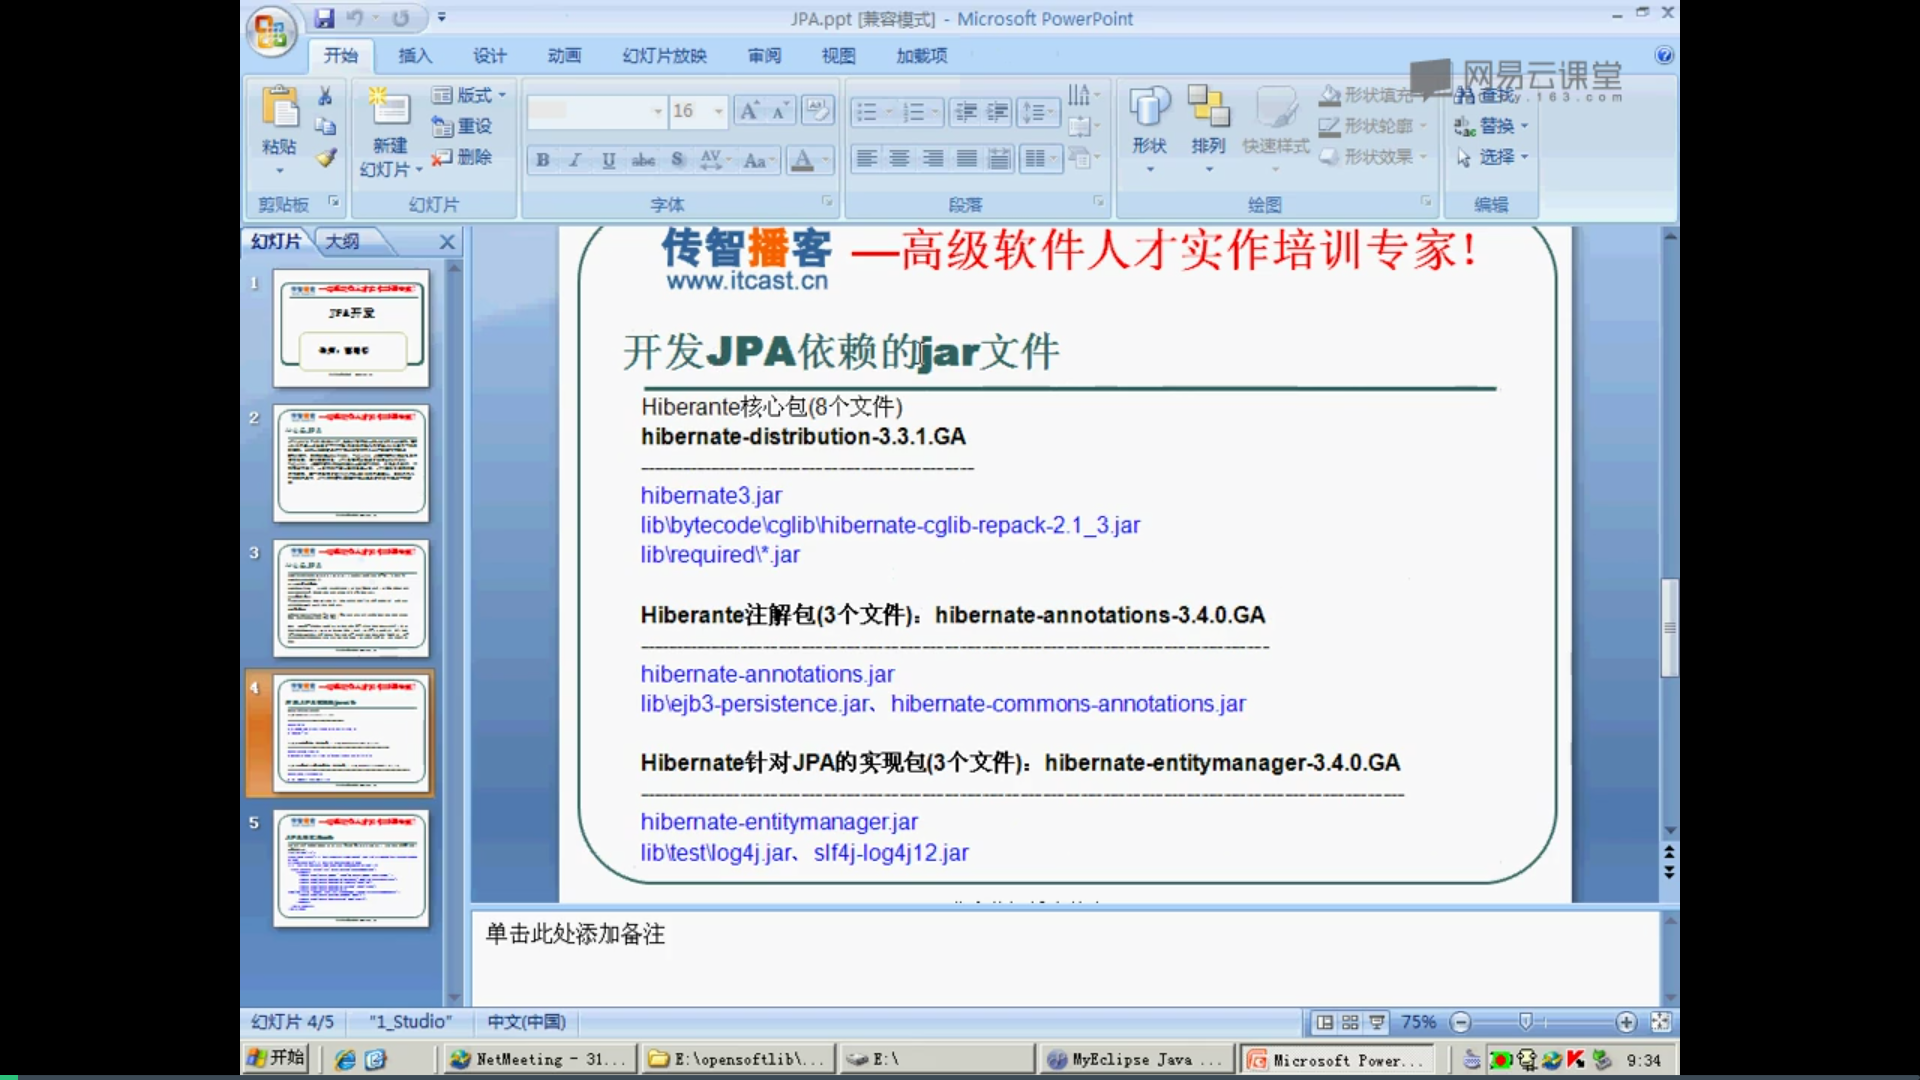 JPA.ppt [兼容模式] - Microsoft PowerPoint
开始 插入 设计 动画 幻灯片放映 审阅 视图 加载项
网易云课堂
粘贴
剪贴板
新建
幻灯片
版式
重设
删除
幻灯片
16
字体
段落
形状
排列
快速样式
形状填充
形状轮廓
形状效果
绘图
查找
替换
选择
编辑
幻灯片 大纲
1
JPA开发
2
3
4
5
传智播客 —高级软件人才实作培训专家!
www.itcast.cn
开发JPA依赖的jar文件
Hiberante核心包(8个文件)
hibernate-distribution-3.3.1.GA
---------------------------------------------
hibernate3.jar
lib\bytecode\cglib\hibernate-cglib-repack-2.1_3.jar
lib\required\*.jar
Hiberante注解包(3个文件)：hibernate-annotations-3.4.0.GA
------------------------------------------------------------------------------------
hibernate-annotations.jar
lib\ejb3-persistence.jar、hibernate-commons-annotations.jar
Hibernate针对JPA的实现包(3个文件)：hibernate-entitymanager-3.4.0.GA
------------------------------------------------------------------------------------------------------
hibernate-entitymanager.jar
lib\test\log4j.jar、slf4j-log4j12.jar
单击此处添加备注
幻灯片 4/5 "1_Studio" 中文(中国) 75%
开始 NetMeeting - 31... E:\opensoftlib\... E:\ MyEclipse Java ... Microsoft Power... 9:34